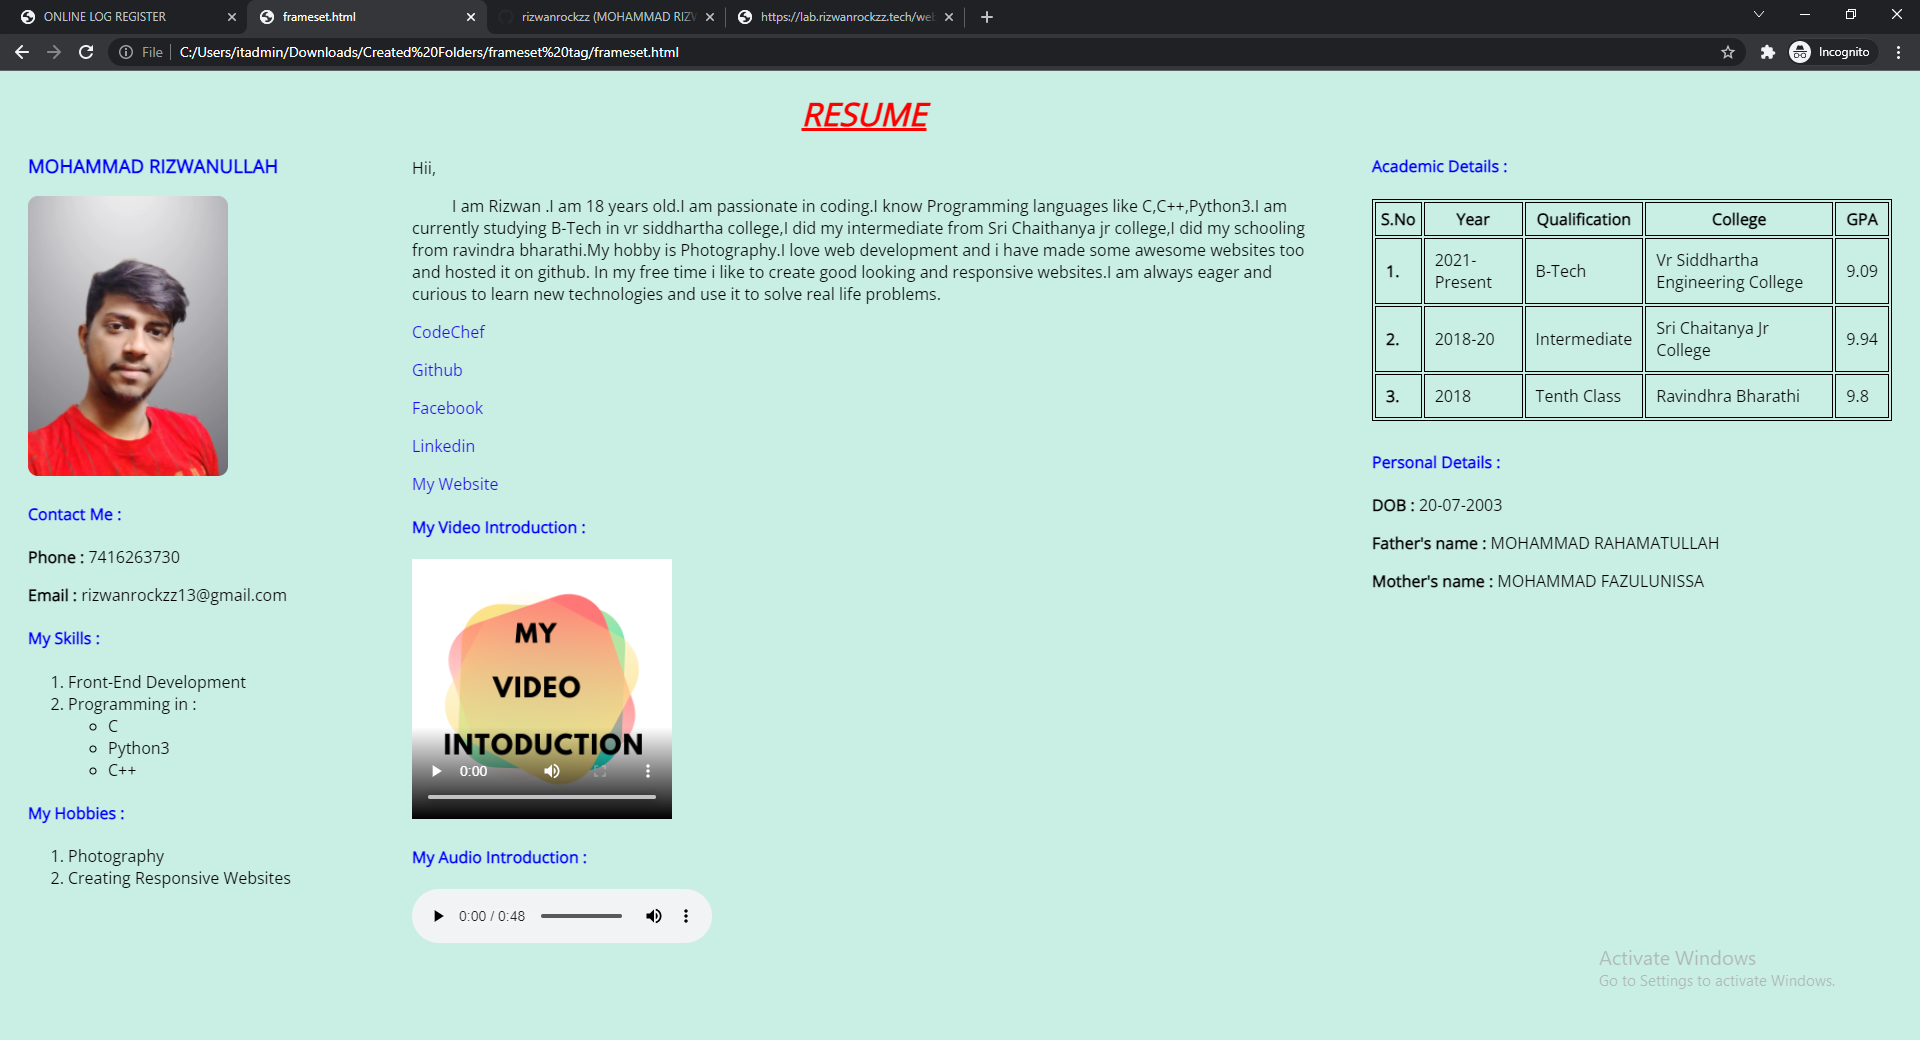 ONLINE LOG REGISTER
frameset.html
rizwanrockzz (MOHAMMAD RIZW
https://lab.rizwanrockzz.tech/web
File
C:/Users/itadmin/Downloads/Created%20Folders/frameset%20tag/frameset.html
Incognito
RESUME
MOHAMMAD RIZWANULLAH
Contact Me :
Phone : 7416263730
Email : rizwanrockzz13@gmail.com
My Skills :
1. Front-End Development
2. Programming in :
C
Python3
C++
My Hobbies :
1. Photography
2. Creating Responsive Websites
Hii,
I am Rizwan .I am 18 years old.I am passionate in coding.I know Programming languages like C,C++,Python3.I am
currently studying B-Tech in vr siddhartha college,I did my intermediate from Sri Chaithanya jr college,I did my schooling
from ravindra bharathi.My hobby is Photography.I love web development and i have made some awesome websites too
and hosted it on github. In my free time i like to create good looking and responsive websites.I am always eager and
curious to learn new technologies and use it to solve real life problems.
CodeChef
Github
Facebook
Linkedin
My Website
My Video Introduction :
MY
VIDEO
INTODUCTION
0:00
My Audio Introduction :
0:00 / 0:48
Academic Details :
S.No Year Qualification College GPA
1. 2021-Present B-Tech Vr Siddhartha Engineering College 9.09
2. 2018-20 Intermediate Sri Chaitanya Jr College 9.94
3. 2018 Tenth Class Ravindhra Bharathi 9.8
Personal Details :
DOB : 20-07-2003
Father's name : MOHAMMAD RAHAMATULLAH
Mother's name : MOHAMMAD FAZULUNISSA
Activate Windows
Go to Settings to activate Windows.